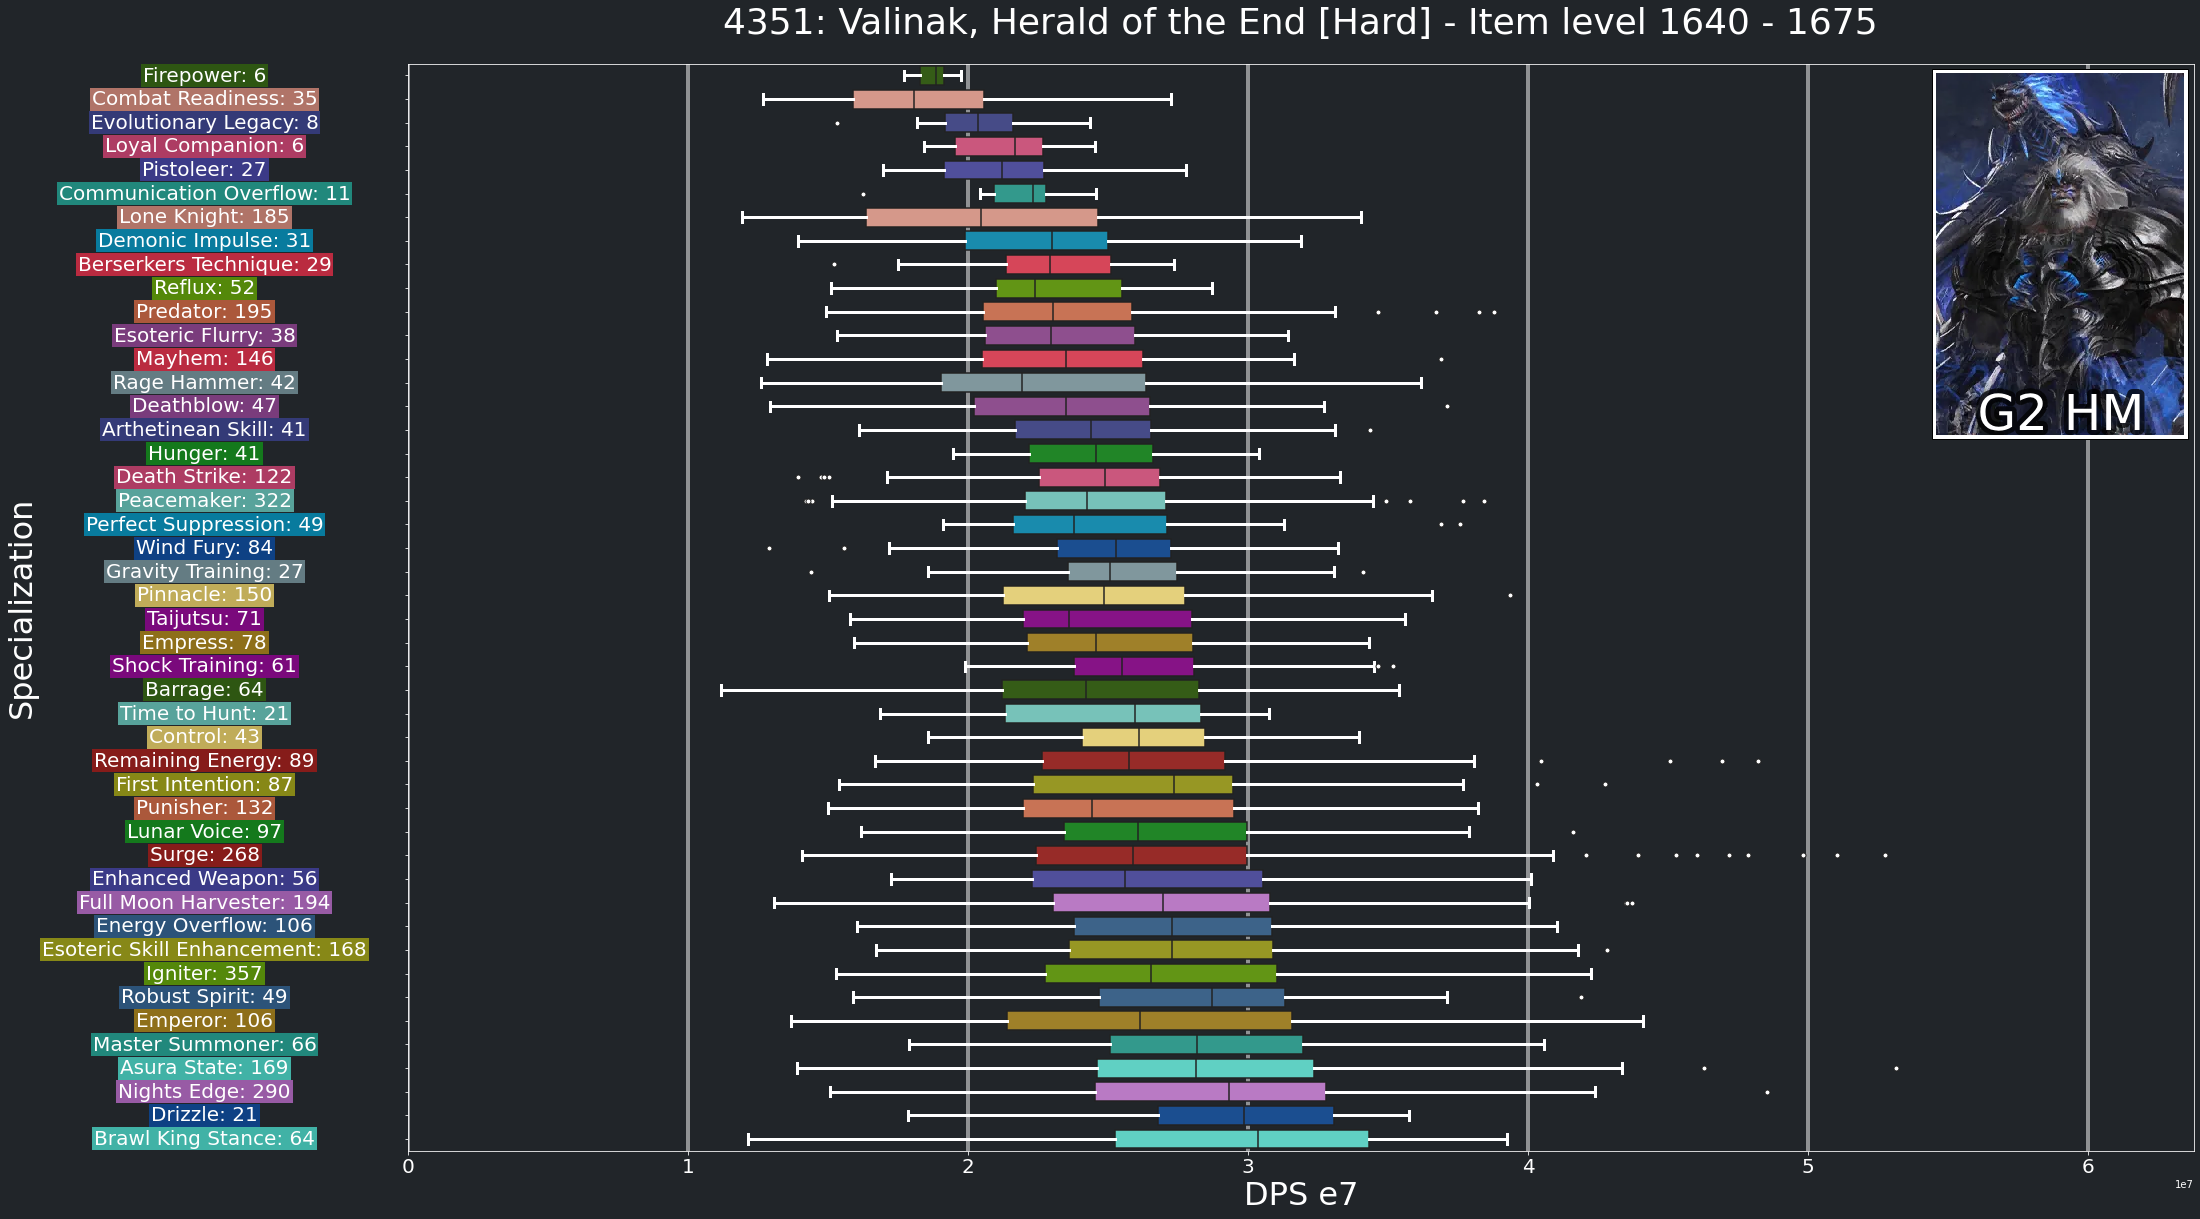 4351: Valinak, Herald of the End [Hard] - Item level 1640 - 1675
Specialization
Firepower: 6
Combat Readiness: 35
Evolutionary Legacy: 8
Loyal Companion: 6
Pistoleer: 27
Communication Overflow: 11
Lone Knight: 185
Demonic Impulse: 31
Berserkers Technique: 29
Reflux: 52
Predator: 195
Esoteric Flurry: 38
Mayhem: 146
Rage Hammer: 42
Deathblow: 47
Arthetinean Skill: 41
Hunger: 41
Death Strike: 122
Peacemaker: 322
Perfect Suppression: 49
Wind Fury: 84
Gravity Training: 27
Pinnacle: 150
Taijutsu: 71
Empress: 78
Shock Training: 61
Barrage: 64
Time to Hunt: 21
Control: 43
Remaining Energy: 89
First Intention: 87
Punisher: 132
Lunar Voice: 97
Surge: 268
Enhanced Weapon: 56
Full Moon Harvester: 194
Energy Overflow: 106
Esoteric Skill Enhancement: 168
Igniter: 357
Robust Spirit: 49
Emperor: 106
Master Summoner: 66
Asura State: 169
Nights Edge: 290
Drizzle: 21
Brawl King Stance: 64
G2 HM
0 1 2 3 4 5 6
DPS e7
1e7